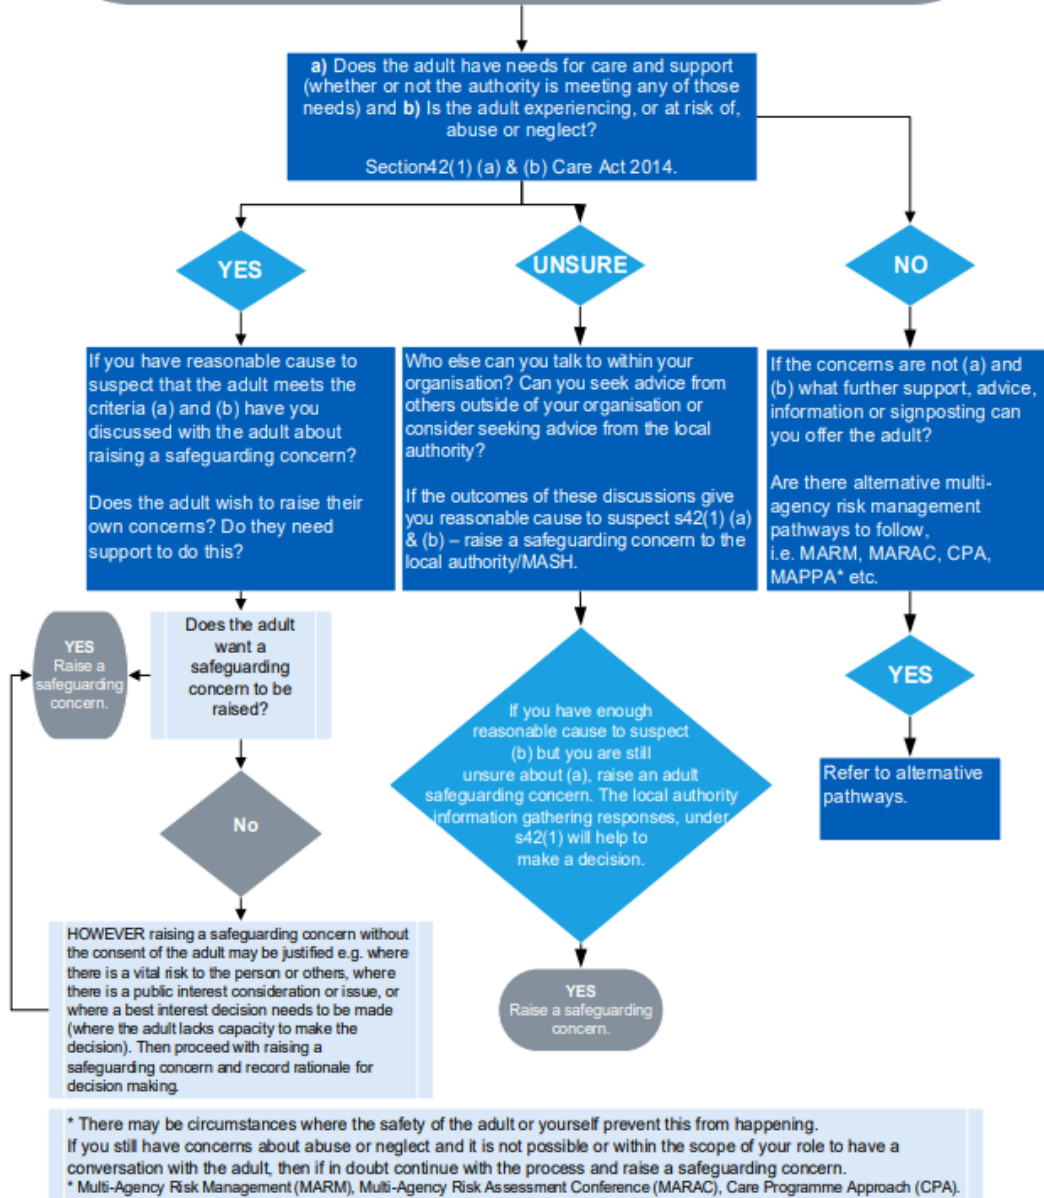 a) Does the adult have needs for care and support
(whether or not the authority is meeting any of those
needs) and b) Is the adult experiencing, or at risk of,
abuse or neglect?
Section42(1) (a) & (b) Care Act 2014.
YES
UNSURE
NO
If you have reasonable cause to
suspect that the adult meets the
criteria (a) and (b) have you
discussed with the adult about
raising a safeguarding concern?
Does the adult wish to raise their
own concerns? Do they need
support to do this?
Who else can you talk to within your
organisation? Can you seek advice from
others outside of your organisation or
consider seeking advice from the local
authority?
If the outcomes of these discussions give
you reasonable cause to suspect s42(1) (a)
& (b) – raise a safeguarding concern to the
local authority/MASH.
If the concerns are not (a) and
(b) what further support, advice,
information or signposting can
you offer the adult?
Are there alternative multi-
agency risk management
pathways to follow,
i.e. MARM, MARAC, CPA,
MAPPA* etc.
YES
Raise a
safeguarding
concern.
Does the adult
want a
safeguarding
concern to be
raised?
If you have enough
reasonable cause to suspect
(b) but you are still
unsure about (a), raise an adult
safeguarding concern. The local authority
information gathering responses, under
s42(1) will help to
make a decision.
YES
Refer to alternative
pathways.
No
HOWEVER raising a safeguarding concern without
the consent of the adult may be justified e.g. where
there is a vital risk to the person or others, where
there is a public interest consideration or issue, or
where a best interest decision needs to be made
(where the adult lacks capacity to make the
decision). Then proceed with raising a
safeguarding concern and record rationale for
decision making.
YES
Raise a safeguarding
concern.
* There may be circumstances where the safety of the adult or yourself prevent this from happening.
If you still have concerns about abuse or neglect and it is not possible or within the scope of your role to have a
conversation with the adult, then if in doubt continue with the process and raise a safeguarding concern.
* Multi-Agency Risk Management (MARM), Multi-Agency Risk Assessment Conference (MARAC), Care Programme Approach (CPA).